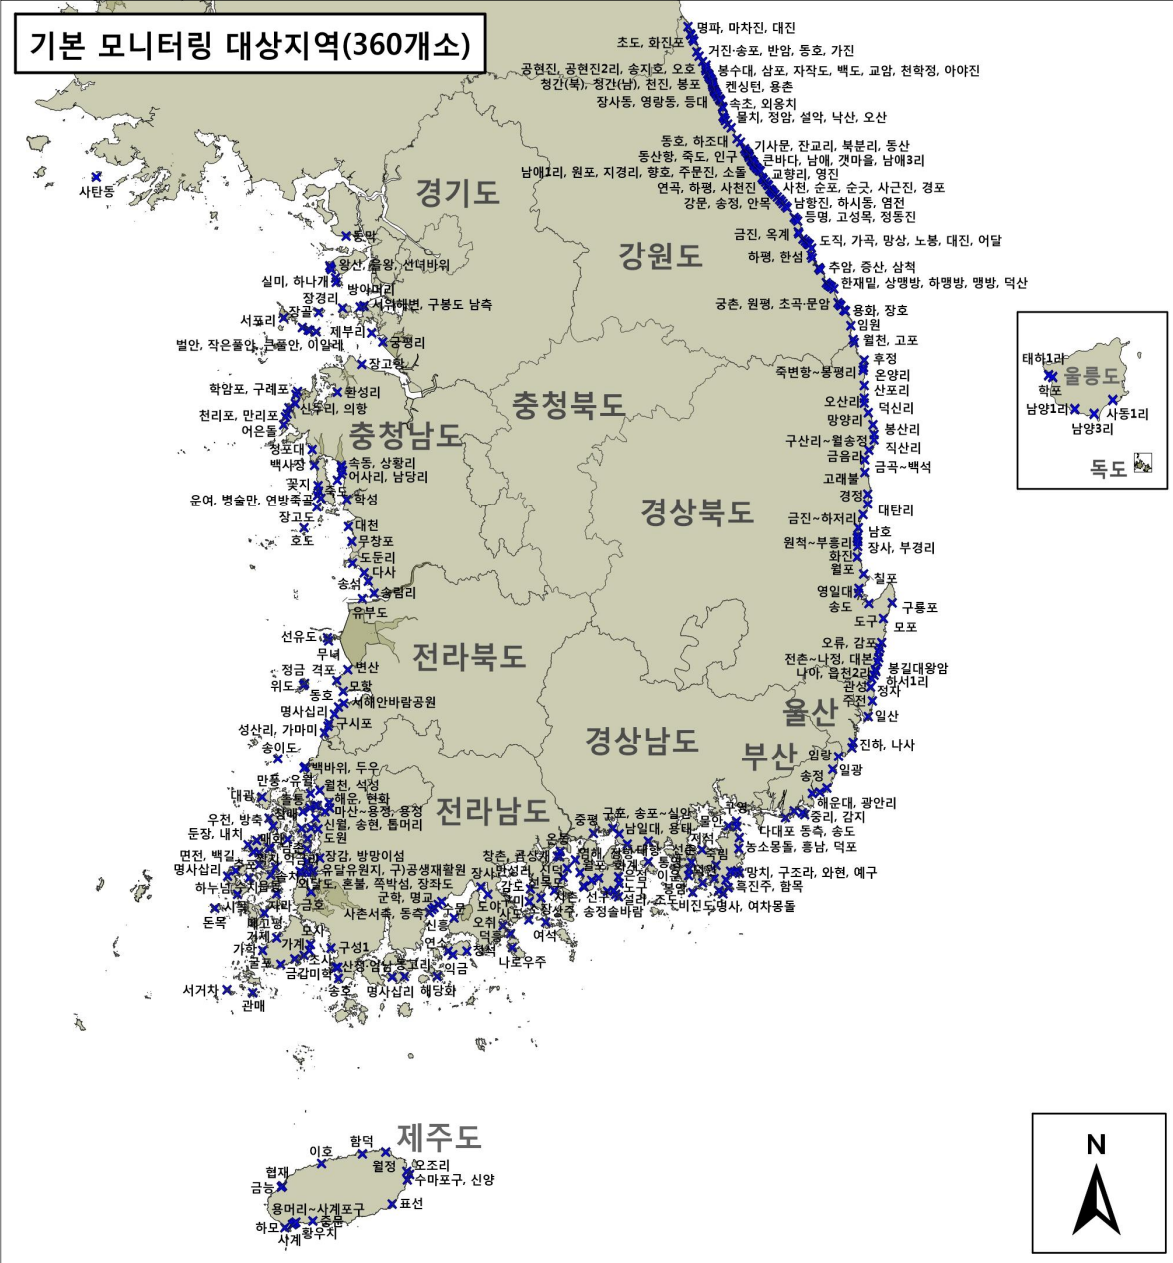 기본 모니터링 대상지역(360개소)
명파, 마차진, 대진
초도, 화진포
거진·송포, 반암, 동호, 가진
공현진, 공현진2리, 송지호, 오호
봉수대, 삼포, 자작도, 백도, 교암, 천학정, 아야진
청간(북), 청간(남), 천진, 봉포
켄싱턴, 용촌
장사동, 영랑동, 등대
속초, 외옹치
물치, 정암, 설악, 낙산, 오산
동호, 하조대
기사문, 잔교리, 북분리, 동산
동산항, 죽도, 인구
큰바다, 남애, 갯마을, 남애3리
남애1리, 원포, 지경리, 향호, 주문진, 소돌
교향리, 영진
연곡, 하평, 사천진
사천, 순포, 순긋, 사근진, 경포
강문, 송정, 안목
남항진, 하시동, 염전
등명, 고성목, 정동진
금진, 옥계
도직, 가곡, 망상, 노봉, 대진, 어달
하평, 한섬
추암, 증산, 삼척
한재밑, 상맹방, 하맹방, 맹방, 덕산
궁촌, 원평, 초곡·문암
용화, 장호
임원
월천, 고포
후정
죽변항~봉평리
온양리
산포리
오산리
덕신리
망양리
봉산리
구산리~월송정
직산리
금음리
금곡~백석
고래불
경정
대탄리
금진~하저리
남호
원척~부흥리
장사, 부경리
화진
월포
칠포
영일대
송도
구룡포
도구
모포
오류, 감포
전촌~나정, 대본
봉길대왕암
나아, 읍천2리
하서1리
관성
정자
주전
일산
진하, 나사
임랑
일광
송정
해운대, 광안리
중리, 감지
다대포 동측, 송도
농소몽돌, 흥남, 덕포
망치, 구조라, 와현, 예구
흑진주, 함목
명사, 여차몽돌
경기도
강원도
충청북도
충청남도
경상북도
전라북도
경상남도
울산
부산
전라남도
제주도
울릉도
독도
태하1리
학포
남양1리
남양3리
사동1리
N
사탄동
동막
왕산, 을왕, 선녀바위
실미, 하나개
방아머리
장경리
서위해변, 구봉도 남측
장골
서포리
제부리
벌안, 작은풀안, 큰풀안, 이일레
궁평리
장고항
학암포, 구례포
환성리
신두리, 의항
천리포, 만리포
어은돌
청포대
백사장
속동, 상황리
어사리, 남당리
꽃지
운여, 병술만, 연방죽골
학성
장고도
대천
호도
무창포
도둔리
다사
송석
송림리
유부도
선유도
무녀
정금
격포
변산
위도
모항
동호
서해안바람공원
명사십리
구시포
성산리, 가마미
송이도
백바위, 두우
만풍~유월
월천, 석성
대광
돌통
해운, 현화
마산~용정, 용정
우전, 방축
신월, 송현, 톱머리
둔장, 내치
도원
면전, 백길
장감, 방망이섬
명사십리
유달유원지, 구)공생재활원
외달도, 혼불, 쪽박섬, 장좌도
하누넘
시목
금호
군학, 명교
사촌서측, 동측
수문
돈목
신흥
가학
가계
구성1
연소
익금
금갑미학
송호
명사십리
해당화
서거차
관매
나로우주
여석
중평
남일대, 용태
사촌, 선구
상주, 송정솔바람
이호
함덕
월정
오조리
수마포구, 신양
협재
금능
표선
용머리~사계포구
하모
중문
사계
황우치